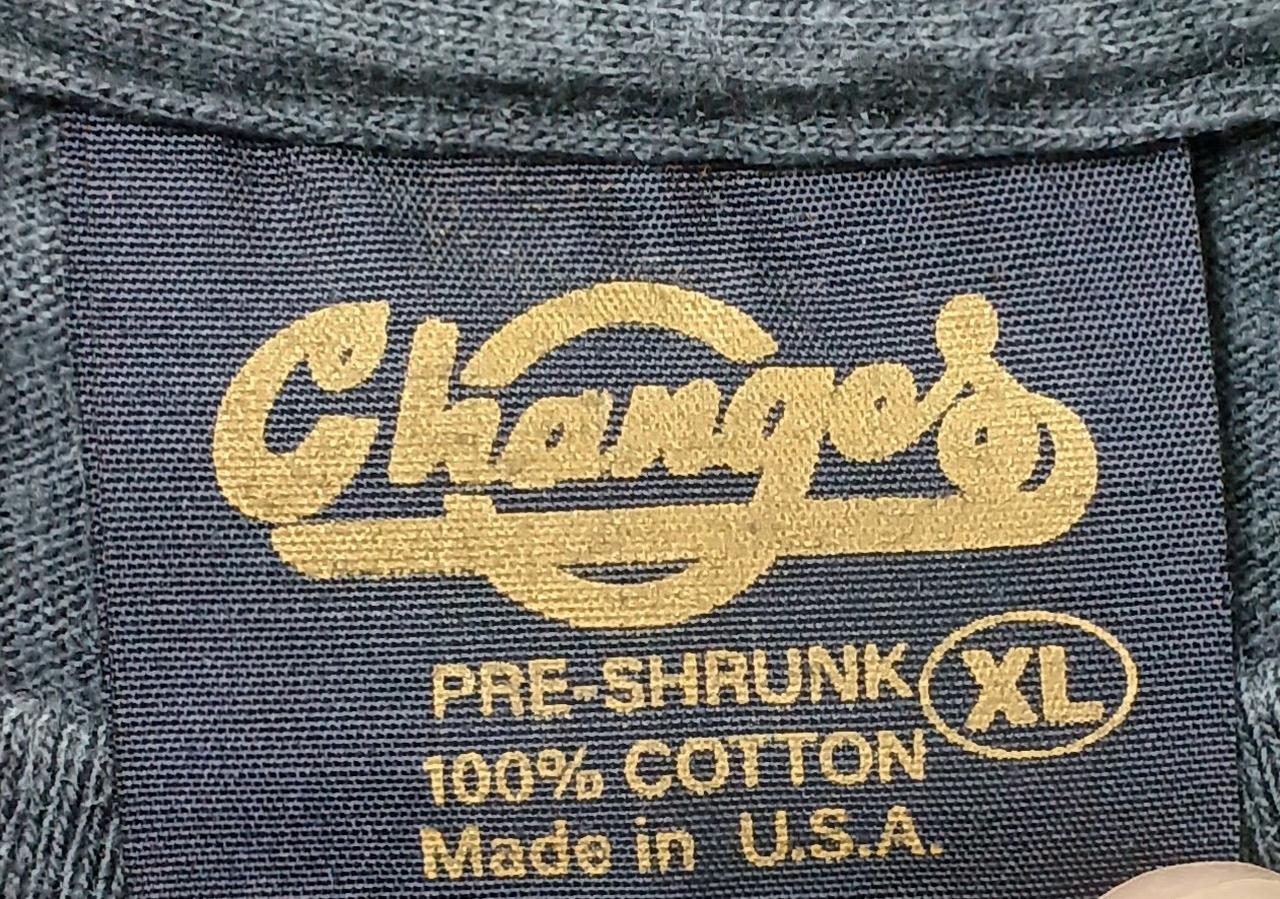 Changes
PRE-SHRUNK XL
100% COTTON
Made in U.S.A.